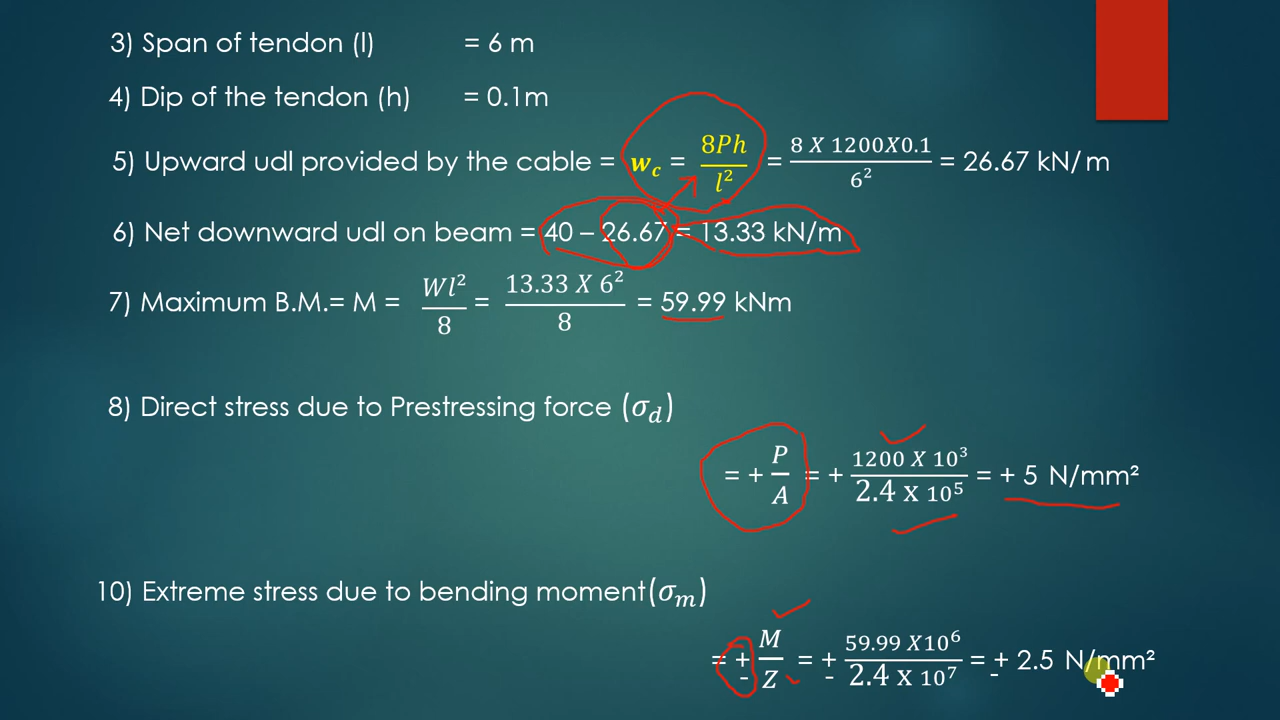 3) Span of tendon (l) = 6 m
4) Dip of the tendon (h) = 0.1m
5) Upward udl provided by the cable = w_c = 8Ph/l² = 8 X 1200X0.1/6² = 26.67 kN/m
6) Net downward udl on beam = 40 – 26.67 = 13.33 kN/m
7) Maximum B.M.= M = Wl²/8 = 13.33 X 6²/8 = 59.99 kNm
8) Direct stress due to Prestressing force (σ_d)
= + P/A = + 1200 X 10³/2.4 x 10⁵ = + 5 N/mm²
10) Extreme stress due to bending moment(σ_m)
= ± M/Z = ± 59.99 X10⁶/2.4 x 10⁷ = ± 2.5 N/mm²